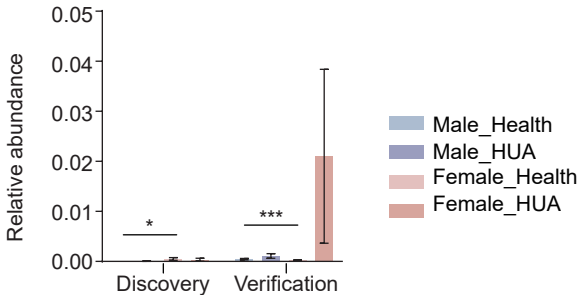 Relative abundance
0.05
0.04
0.03
0.02
0.01
0.00
*
***
Discovery
Verification
Male_Health
Male_HUA
Female_Health
Female_HUA